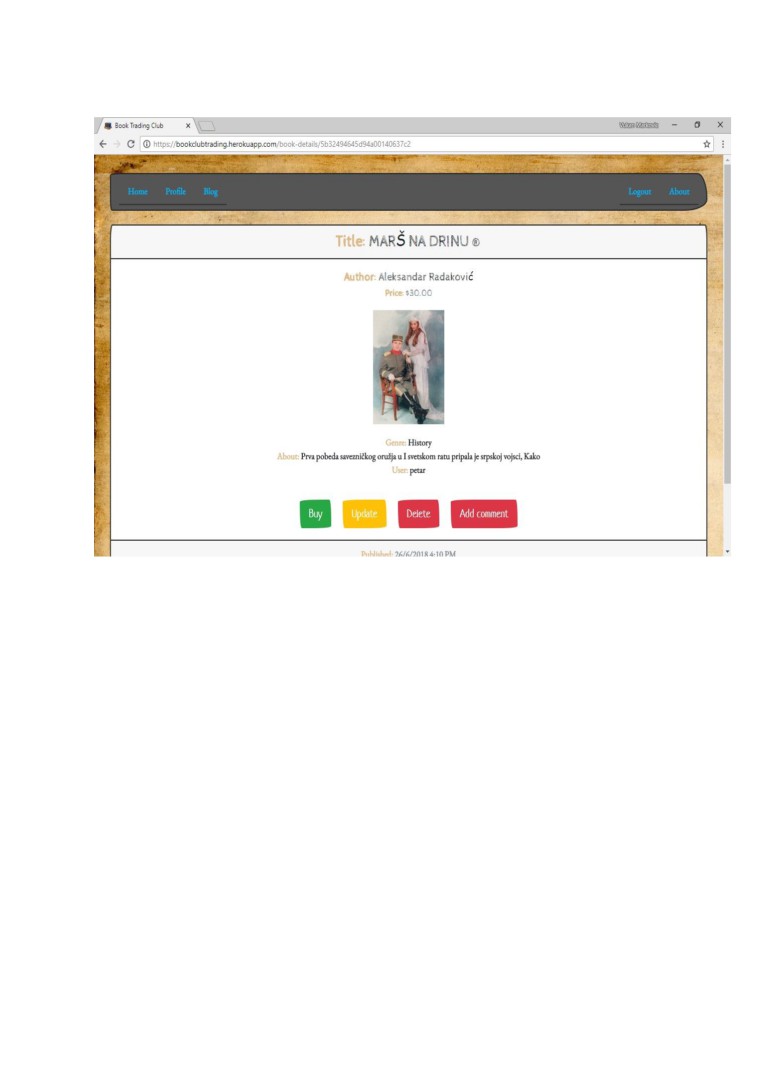 Book Trading Club
https://bookclubtrading.herokuapp.com/book-details/5b32494645d94a00140637c2
Home Profile Blog Logout About
Title: MARŠ NA DRINU ®
Author: Aleksandar Radaković
Price: $30.00
Genre: History
About: Prva pobeda savezničkog oružja u I svetskom ratu pripala je srpskoj vojsci, Kako
User: petar
Buy Update Delete Add comment
Published: 26/6/2018 4:10 PM